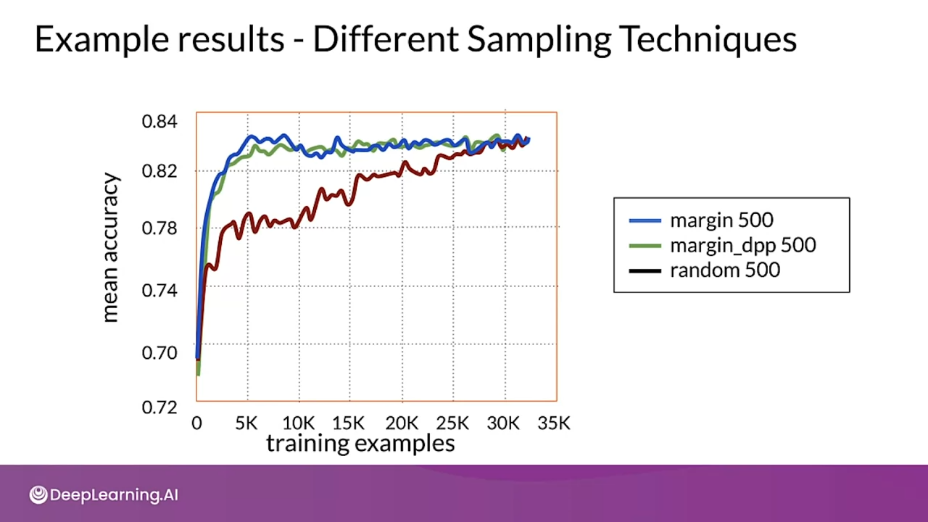 Example results - Different Sampling Techniques
0.84
0.82
0.78
0.74
0.70
0.72
mean accuracy
0 5K 10K 15K 20K 25K 30K 35K
training examples
margin 500
margin_dpp 500
random 500
DeepLearning.AI